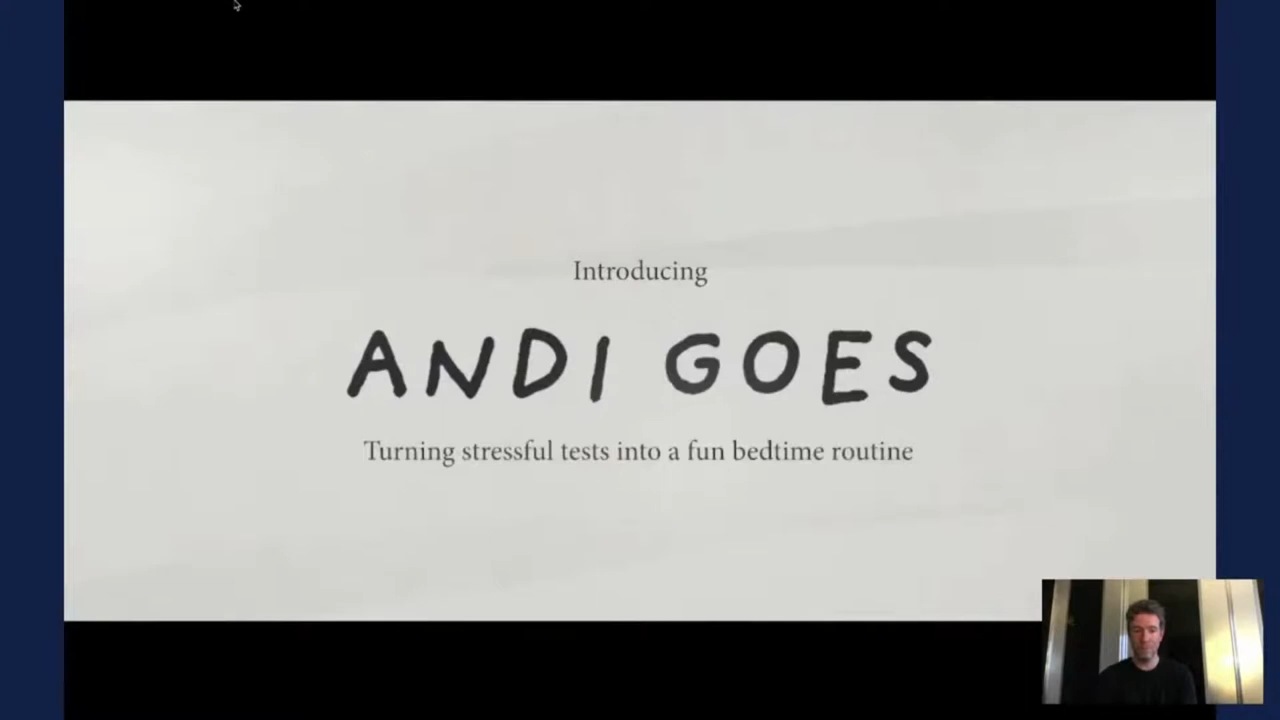 Introducing
ANDI GOES
Turning stressful tests into a fun bedtime routine